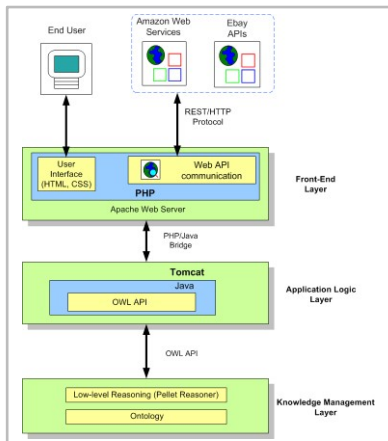 End User
Amazon Web
Services
Ebay
APIs
REST/HTTP
Protocol
User
Interface
(HTML, CSS)
Web API
communication
PHP
Apache Web Server
Front-End
Layer
PHP/Java
Bridge
Tomcat
Java
OWL API
Application Logic
Layer
OWL API
Low-level Reasoning (Pellet Reasoner)
Ontology
Knowledge Management
Layer